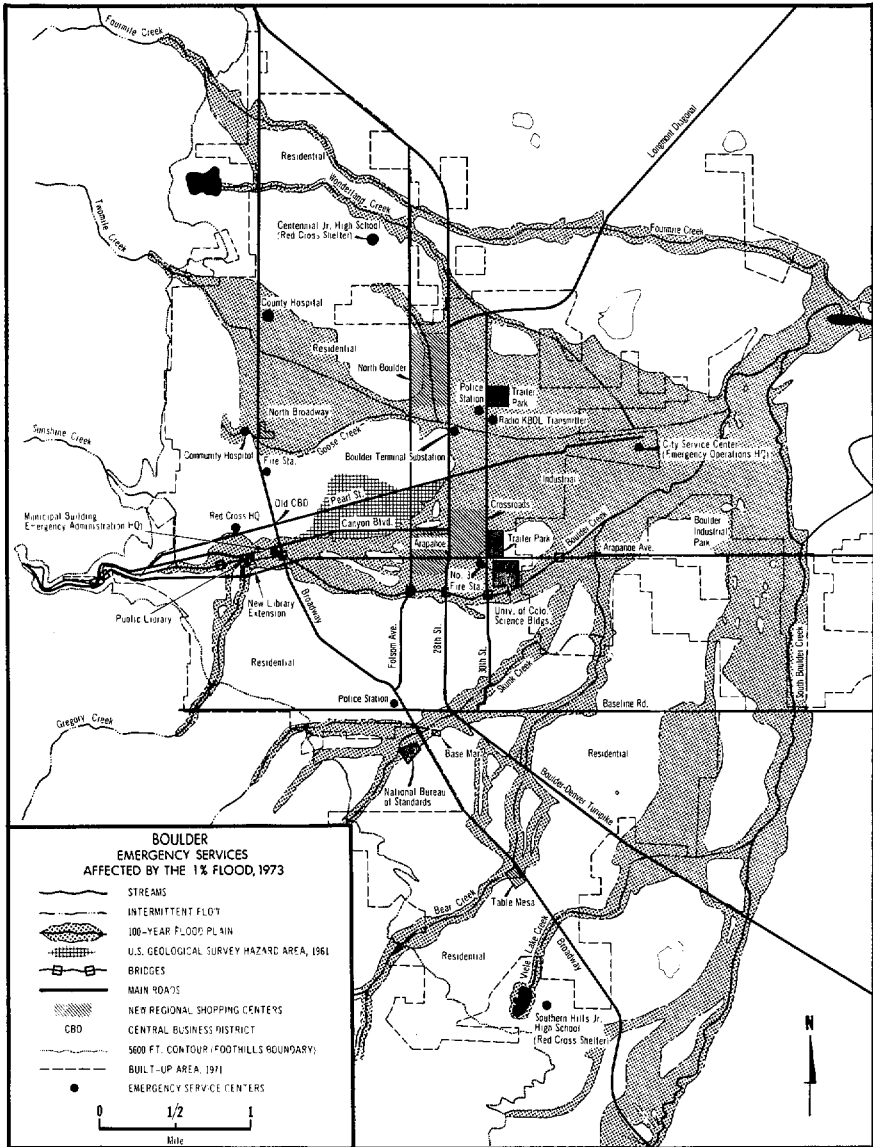 Fourmile Creek
Longmont Diagonal
Residential
Wonderland Creek
Twomile Creek
Centennial Jr. High School
(Red Cross Shelter)
Fourmile Creek
County Hospital
Residential
North Boulder
Police
Station
Trailer
Park
North Broadway
Radio KBOL Transmitter
Sunshine Creek
Goose Creek
Community Hospital
Boulder Terminal Substation
City Service Center
(Emergency Operations HQ)
Fire Sta.
Industrial
Pearl St.
Old CBD
Municipal Building
Emergency Administration HQ)
Red Cross HQ
Canyon Blvd.
Crossroads
Boulder Creek
Boulder
Industrial
Park
Arapahoe
Trailer Park
Arapahoe Ave.
No. 3
Fire Sta.
Public Library
New Library
Extension
Broadway
Univ. of Colo.
Science Bldgs.
Folsom Ave.
28th St.
30th St.
Skunk Creek
South Boulder Creek
Residential
Police Station
Baseline Rd.
Gregory Creek
Base Mar
Residential
National Bureau
of Standards
Boulder-Denver Turnpike
Table Mesa
Bear Creek
Broadway
Viele Lake Creek
Residential
Southern Hills Jr.
High School
(Red Cross Shelter)
N
BOULDER
EMERGENCY SERVICES
AFFECTED BY THE 1% FLOOD, 1973
STREAMS
INTERMITTENT FLOW
100-YEAR FLOOD PLAIN
U.S. GEOLOGICAL SURVEY HAZARD AREA, 1961
BRIDGES
MAIN ROADS
NEW REGIONAL SHOPPING CENTERS
CBD CENTRAL BUSINESS DISTRICT
5600 FT. CONTOUR (FOOTHILLS BOUNDARY)
BUILT-UP AREA, 1971
EMERGENCY SERVICE CENTERS
0 1/2 1
Mile